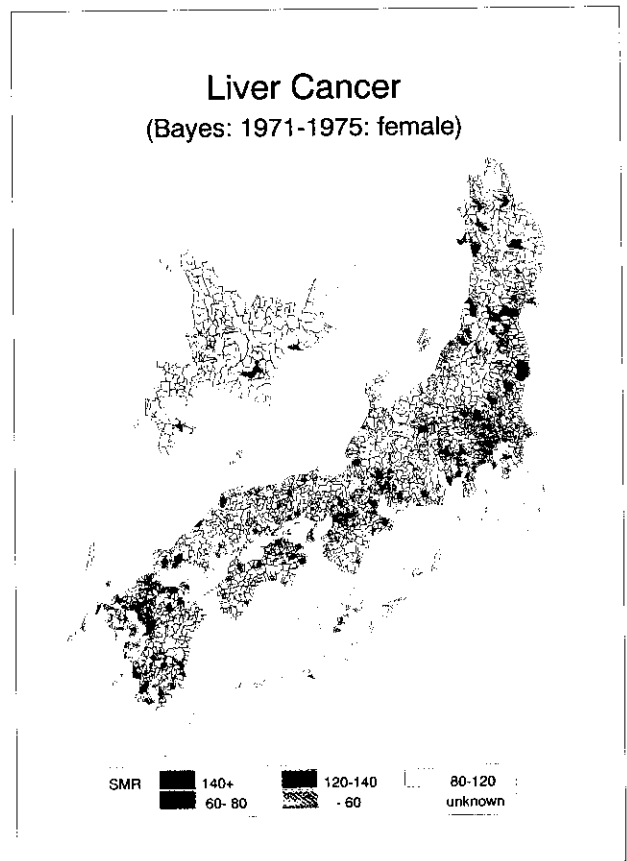 Liver Cancer
(Bayes: 1971-1975: female)
SMR 140+ 120-140 80-120
60- 80 - 60 unknown